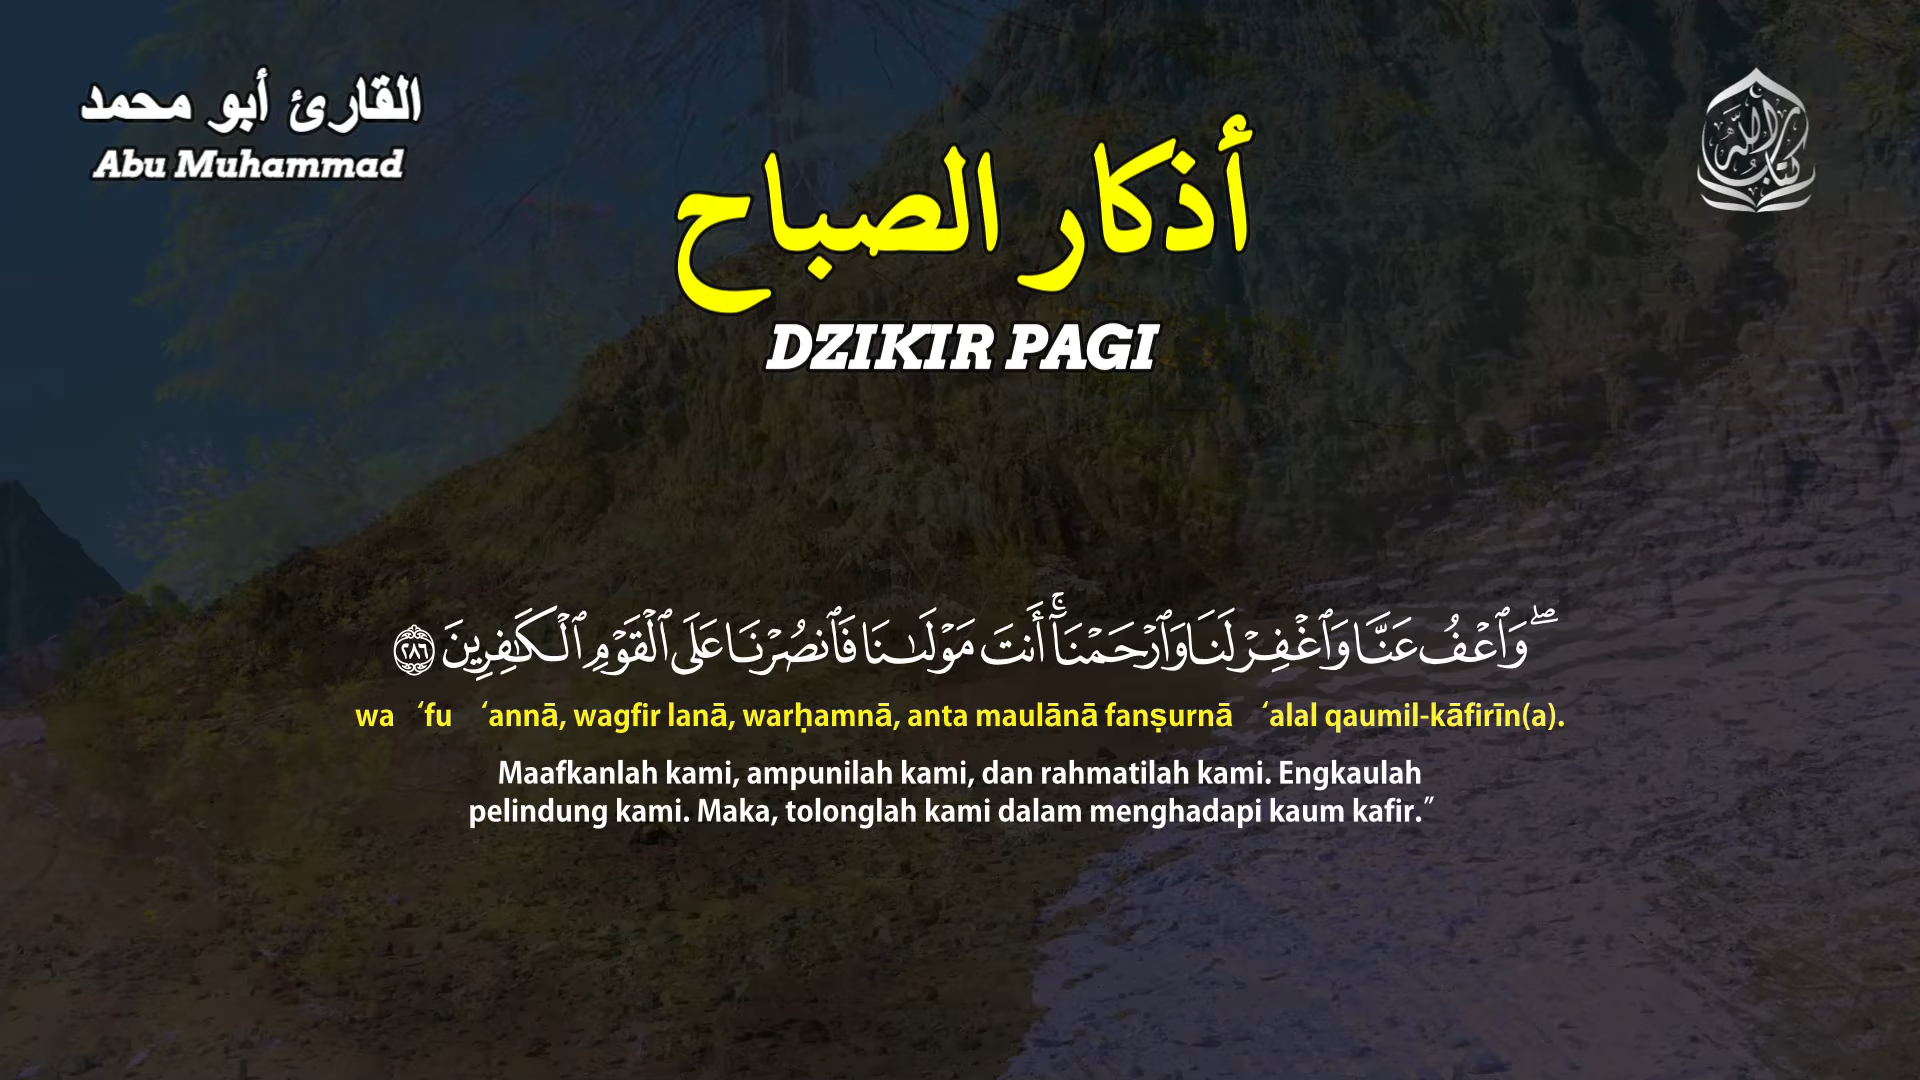 القارئ أبو محمد
Abu Muhammad
كتاب الله
أذكار الصباح
DZIKIR PAGI
ۖ وَٱعْفُ عَنَّا وَٱغْفِرْ لَنَا وَٱرْحَمْنَآ ۚ أَنتَ مَوْلَىٰنَا فَٱنصُرْنَا عَلَى ٱلْقَوْمِ ٱلْكَـٰفِرِينَ ٢٨٦
wa ‘fu ‘annā, wagfir lanā, warḥamnā, anta maulānā fanṣurnā ‘alal qaumil-kāfirīn(a).
Maafkanlah kami, ampunilah kami, dan rahmatilah kami. Engkaulah
pelindung kami. Maka, tolonglah kami dalam menghadapi kaum kafir.”